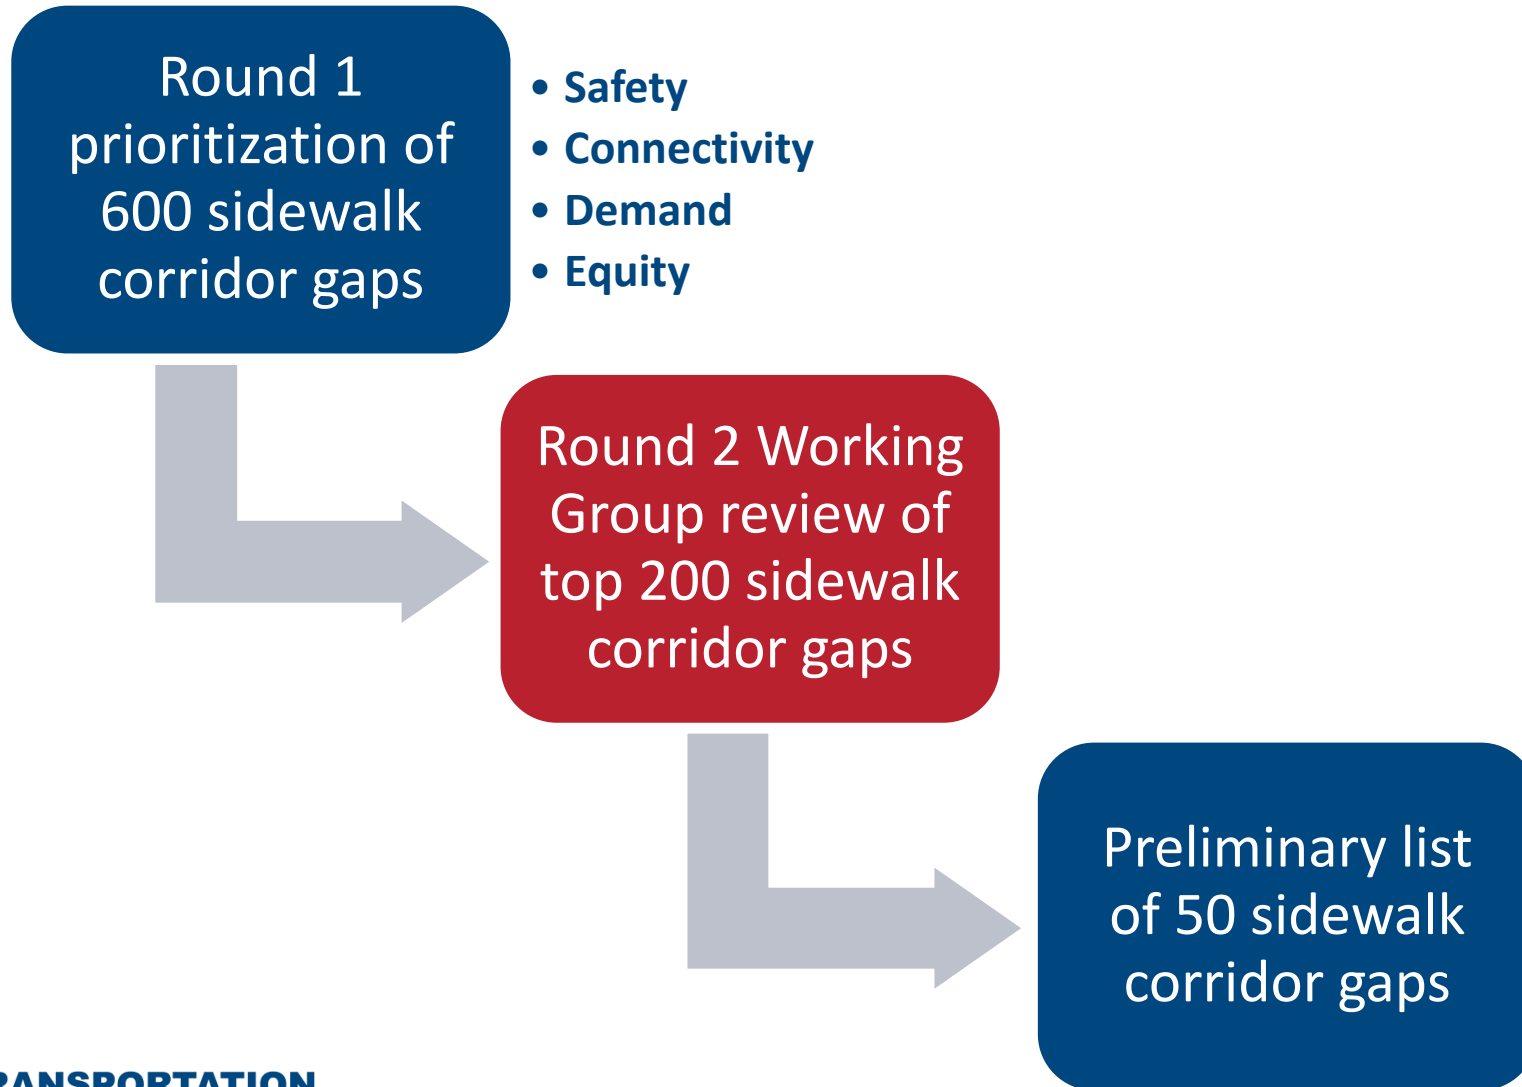 Round 1
prioritization of
600 sidewalk
corridor gaps
• Safety
• Connectivity
• Demand
• Equity
Round 2 Working
Group review of
top 200 sidewalk
corridor gaps
Preliminary list
of 50 sidewalk
corridor gaps